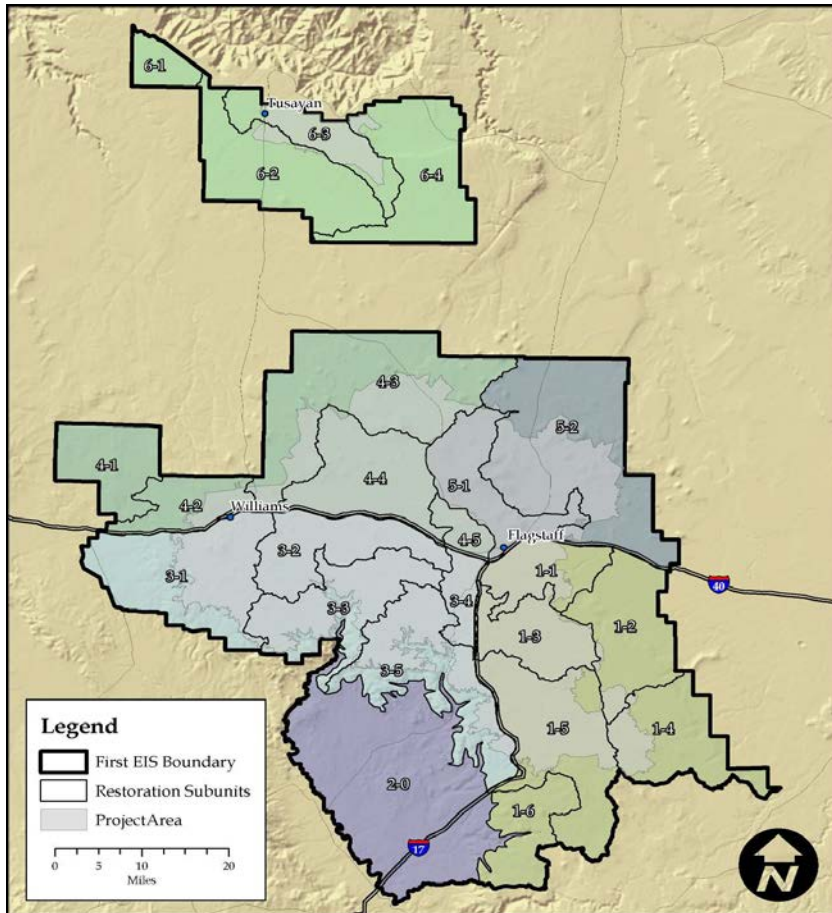 6-1
Tusayan
6-3
6-2
6-4
4-3
5-2
4-1
4-4
5-1
4-2
Williams
4-5
Flagstaff
3-2
1-1
3-1
3-4
40
3-3
1-2
1-3
3-5
1-5
1-4
2-0
1-6
17
Legend
First EIS Boundary
Restoration Subunits
ProjectArea
0 5 10 20
Miles
N